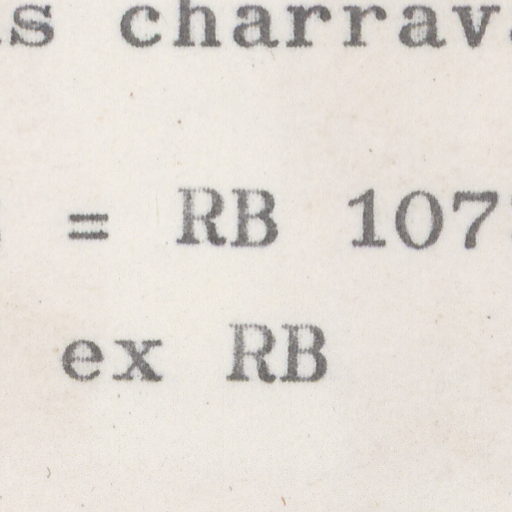 s charrav
= RB 107
ex RB